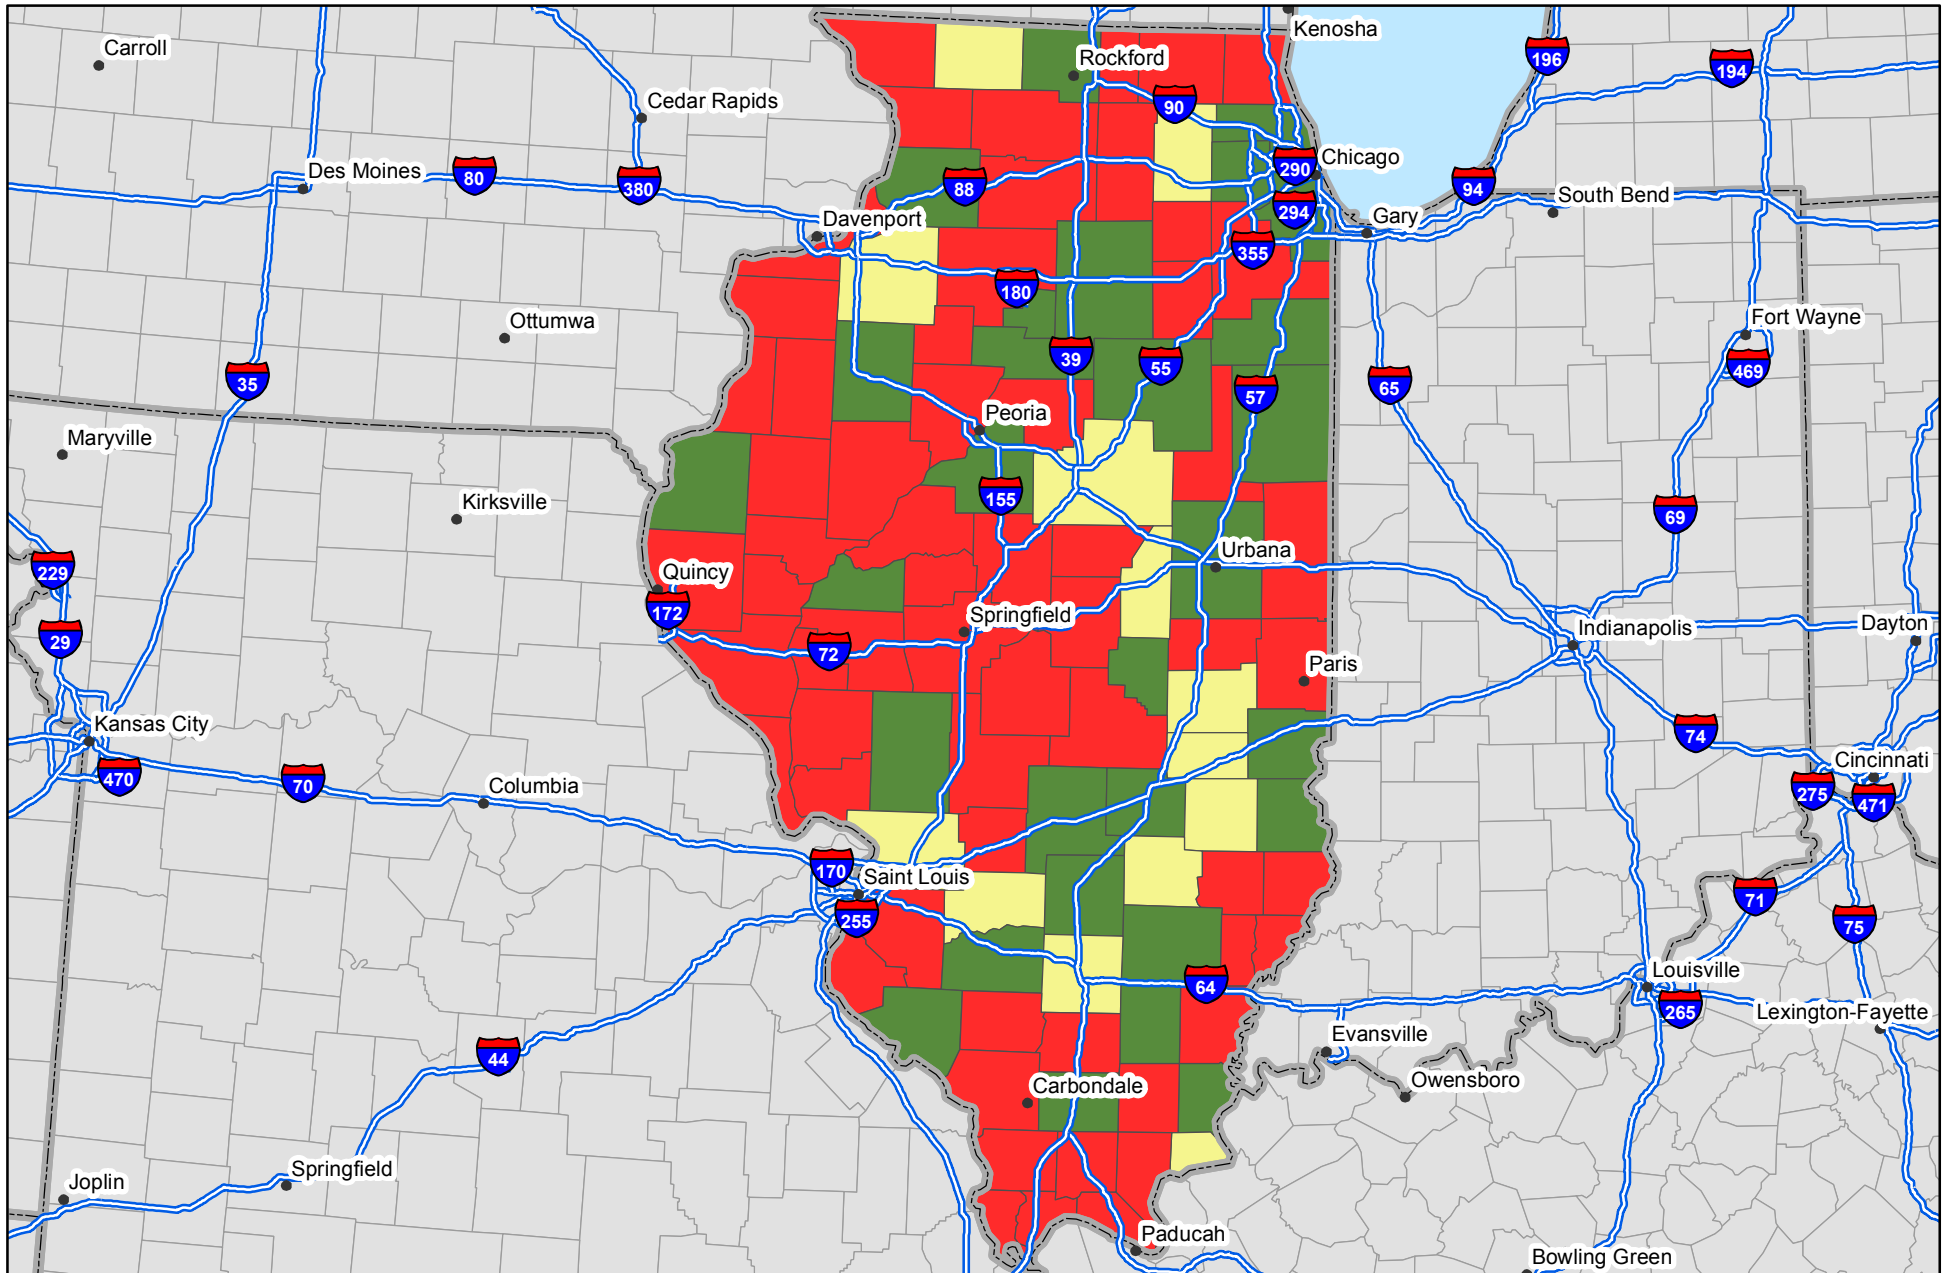 Kenosha
196
194
Carroll
Rockford
Cedar Rapids
90
Chicago
290
Des Moines
80
380
88
94
South Bend
Davenport
294
Gary
355
180
Ottumwa
Fort Wayne
39
55
469
35
57
65
Peoria
Maryville
155
Kirksville
69
229
Urbana
Quincy
172
Springfield
29
72
Indianapolis
Dayton
Paris
Kansas City
74
Cincinnati
470
70
Columbia
275
471
170
Saint Louis
71
255
75
Louisville
64
265
Lexington-Fayette
Evansville
44
Carbondale
Owensboro
Springfield
Joplin
Paducah
Bowling Green